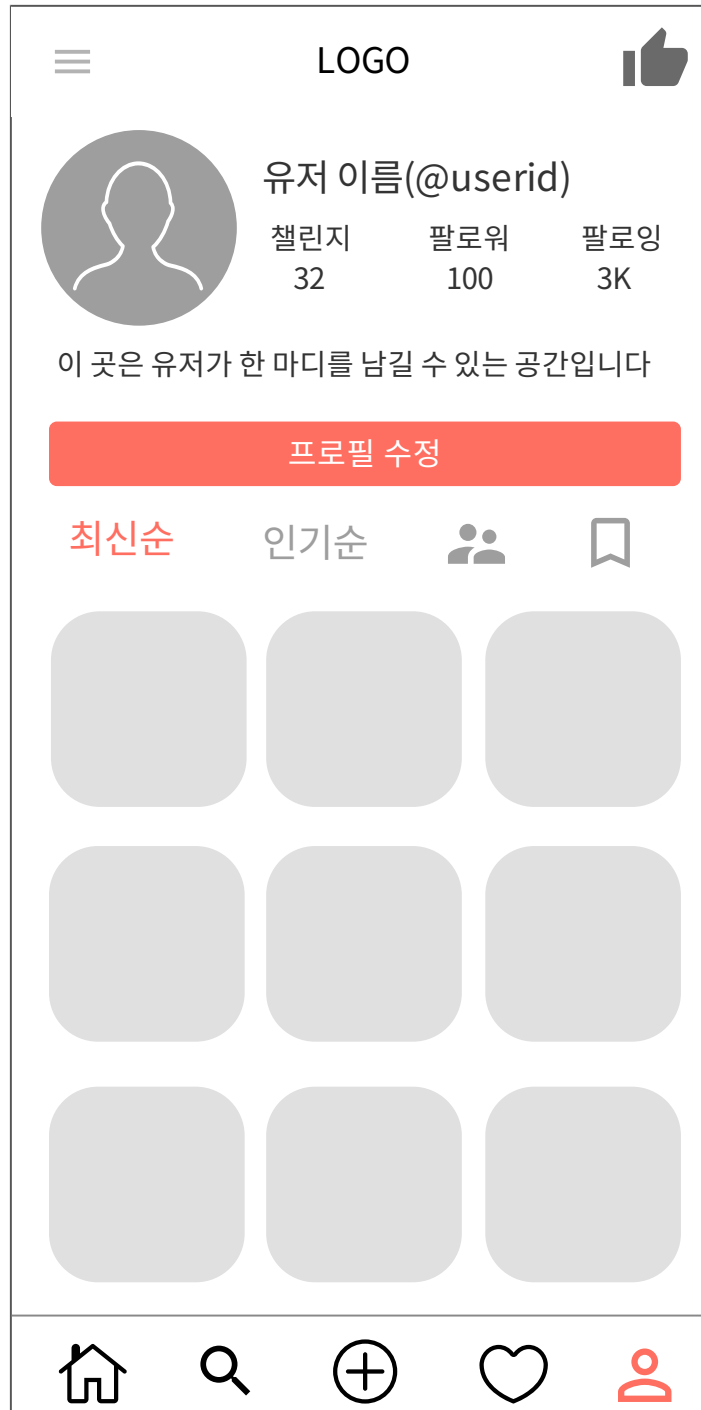 LOGO
유저 이름(@userid)
챌린지 팔로워 팔로잉
32 100 3K
이 곳은 유저가 한 마디를 남길 수 있는 공간입니다
프로필 수정
최신순 인기순